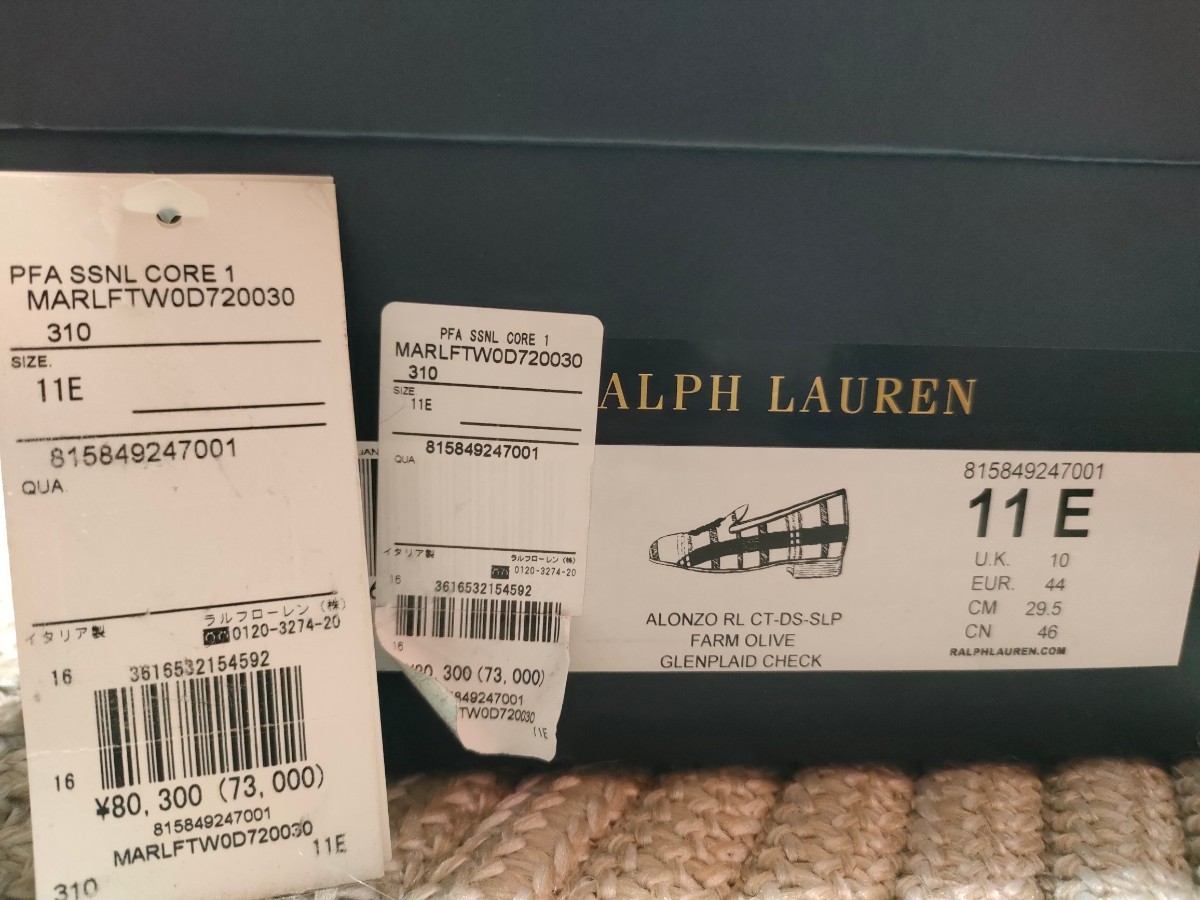 PFA SSNL CORE 1
MARLFTW0D720030
310
SIZE.
11E
815849247001
QUA.
ラルフローレン (株)
イタリア製
0120-3274-20
16
3616532154592
16
¥80,300 (73,000)
815849247001
MARLFTW0D720030
11E
310
PFA SSNL CORE 1
MARLFTW0D720030
310
SIZE
11E
815849247001
QUA
イタリア製
ラルフローレン (株)
0120-3274-20
16
3616532154592
16
300 (73,000)
849247001
TW0D720030
11E
JAN
ALPH LAUREN
815849247001
11 E
U.K. 10
EUR. 44
CM 29.5
CN 46
RALPHLAUREN.COM
ALONZO RL CT-DS-SLP
FARM OLIVE
GLENPLAID CHECK